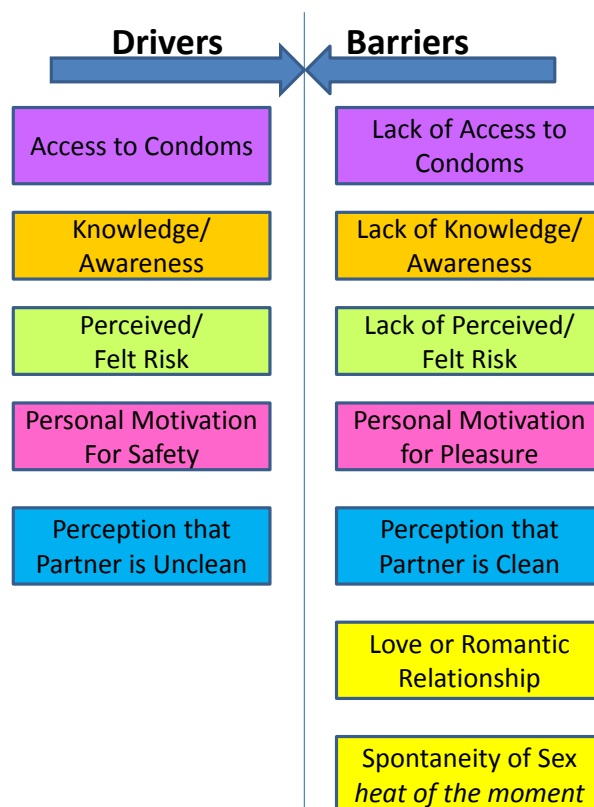 Drivers
Barriers
Access to Condoms
Lack of Access to
Condoms
Knowledge/
Awareness
Lack of Knowledge/
Awareness
Perceived/
Felt Risk
Lack of Perceived/
Felt Risk
Personal Motivation
For Safety
Personal Motivation
for Pleasure
Perception that
Partner is Unclean
Perception that
Partner is Clean
Love or Romantic
Relationship
Spontaneity of Sex
heat of the moment